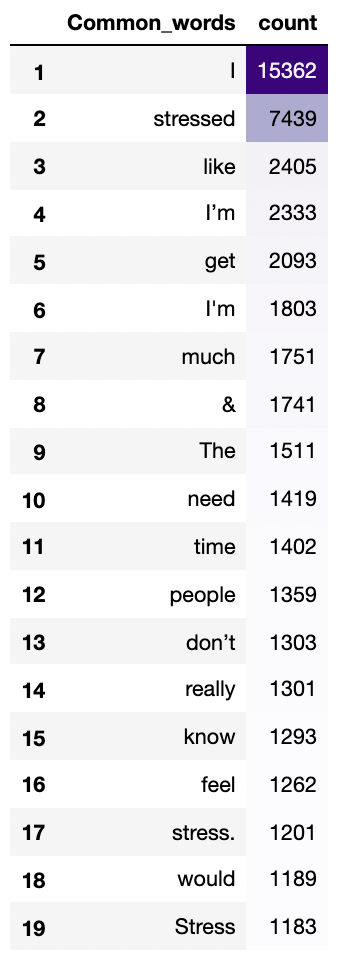 Common_words count
1 I 15362
2 stressed 7439
3 like 2405
4 I’m 2333
5 get 2093
6 I'm 1803
7 much 1751
8 & 1741
9 The 1511
10 need 1419
11 time 1402
12 people 1359
13 don’t 1303
14 really 1301
15 know 1293
16 feel 1262
17 stress. 1201
18 would 1189
19 Stress 1183